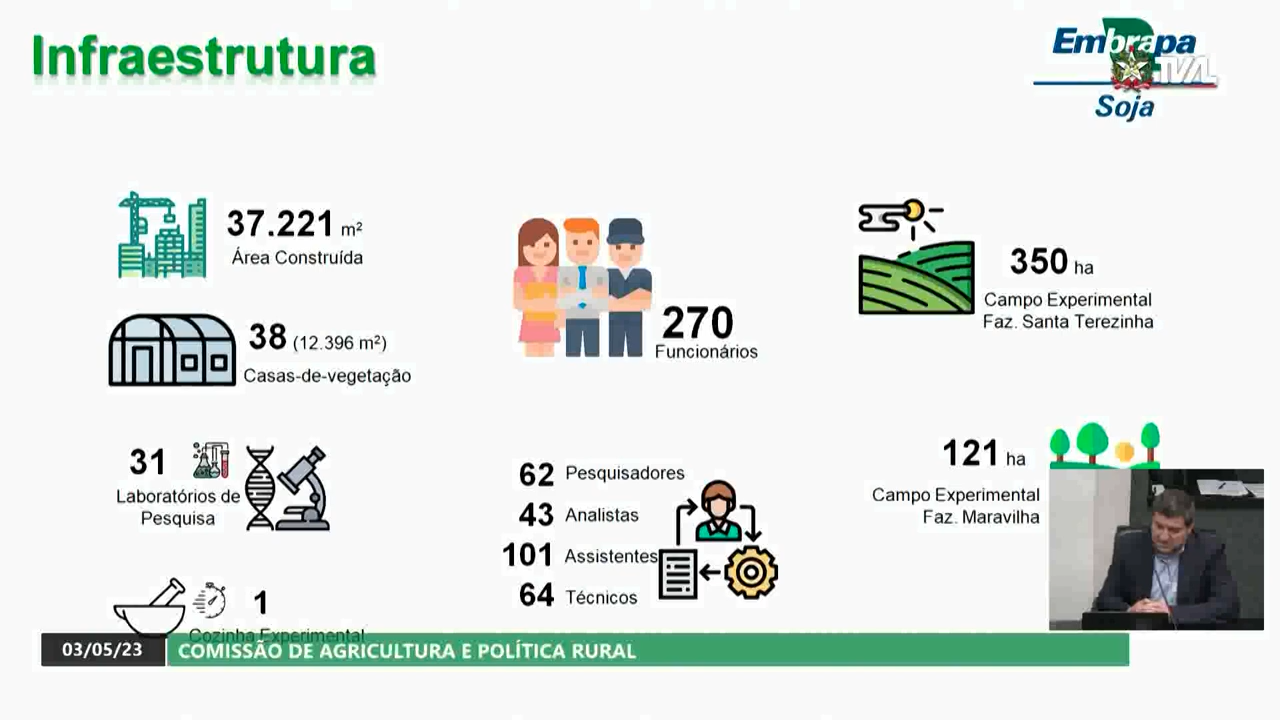 Infraestrutura
Embrapa
TVAL
Soja
37.221 m²
Área Construída
38 (12.396 m²)
Casas-de-vegetação
31
Laboratórios de
Pesquisa
1
Cozinha Experimental
270
Funcionários
62 Pesquisadores
43 Analistas
101 Assistentes
64 Técnicos
350 ha
Campo Experimental
Faz. Santa Terezinha
121 ha
Campo Experimental
Faz. Maravilha
03/05/23 COMISSÃO DE AGRICULTURA E POLÍTICA RURAL